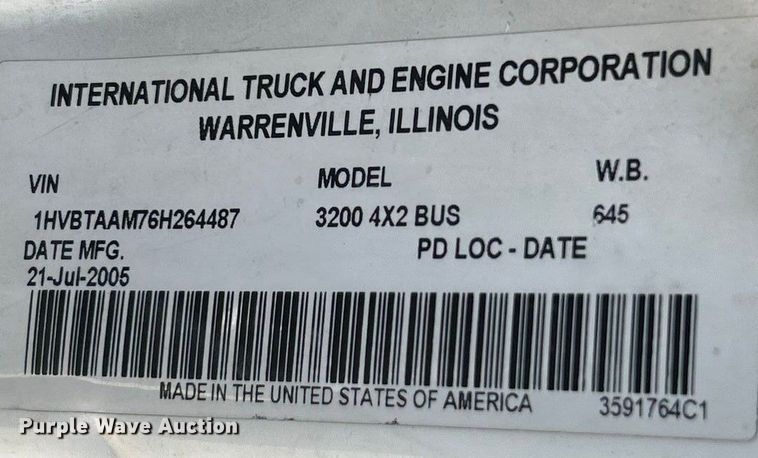 INTERNATIONAL TRUCK AND ENGINE CORPORATION
WARRENVILLE, ILLINOIS
VIN MODEL W.B.
1HVBTAAM76H264487 3200 4X2 BUS 645
DATE MFG. PD LOC - DATE
21-Jul-2005
MADE IN THE UNITED STATES OF AMERICA 3591764C1
Purple Wave Auction